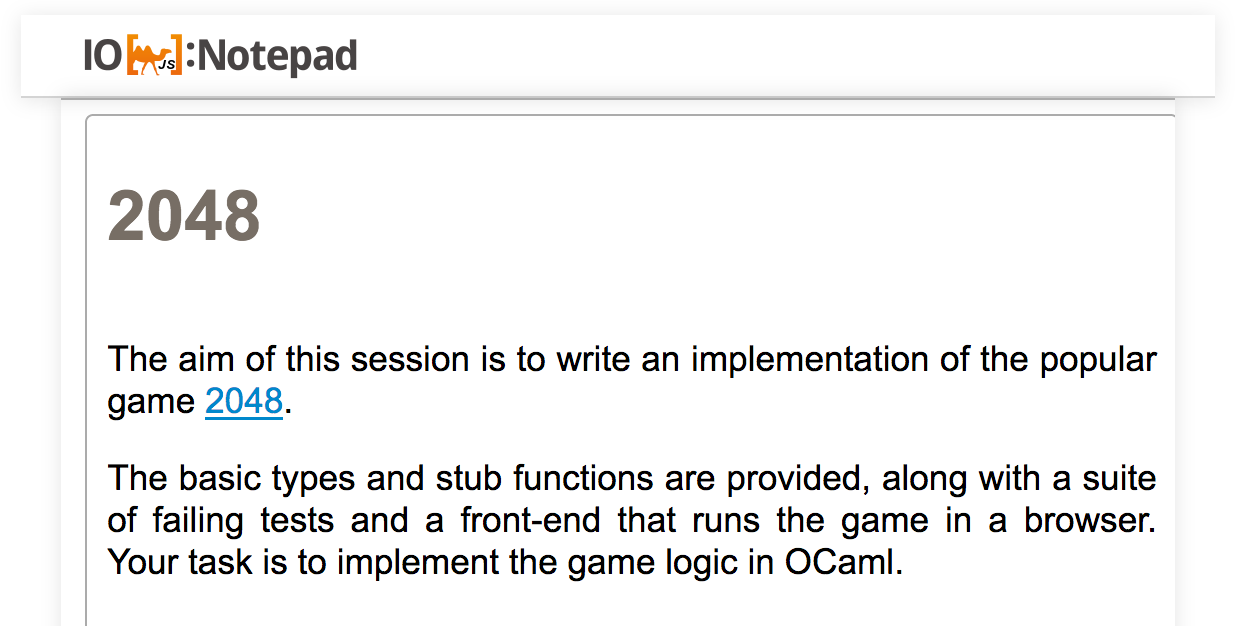 IO[JS]:Notepad
2048
The aim of this session is to write an implementation of the popular
game 2048.
The basic types and stub functions are provided, along with a suite
of failing tests and a front-end that runs the game in a browser.
Your task is to implement the game logic in OCaml.